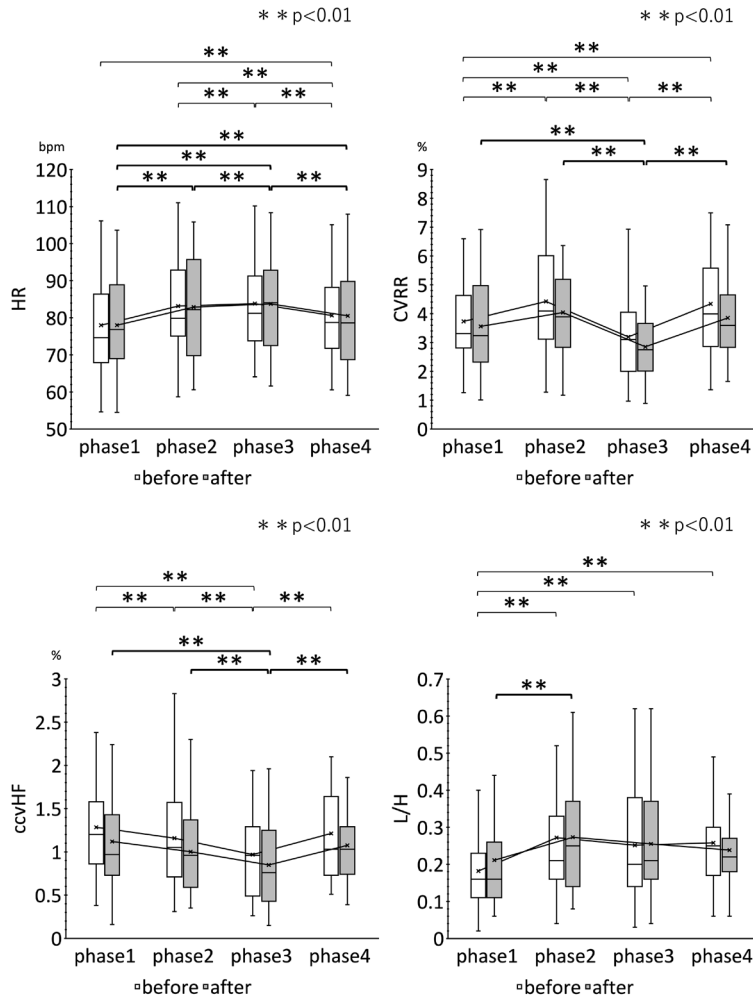 ＊＊p<0.01
**
**
** **
**
**
** ** **
bpm
HR
120
110
100
90
80
70
60
50
phase1 phase2 phase3 phase4
□before ■after
＊＊p<0.01
**
**
** ** **
**
** **
%
CVRR
9
8
7
6
5
4
3
2
1
0
phase1 phase2 phase3 phase4
□before ■after
＊＊p<0.01
**
** ** **
**
** **
%
ccvHF
3
2.5
2
1.5
1
0.5
0
phase1 phase2 phase3 phase4
□before ■after
＊＊p<0.01
**
**
**
**
L/H
0.7
0.6
0.5
0.4
0.3
0.2
0.1
0
phase1 phase2 phase3 phase4
□before ■after